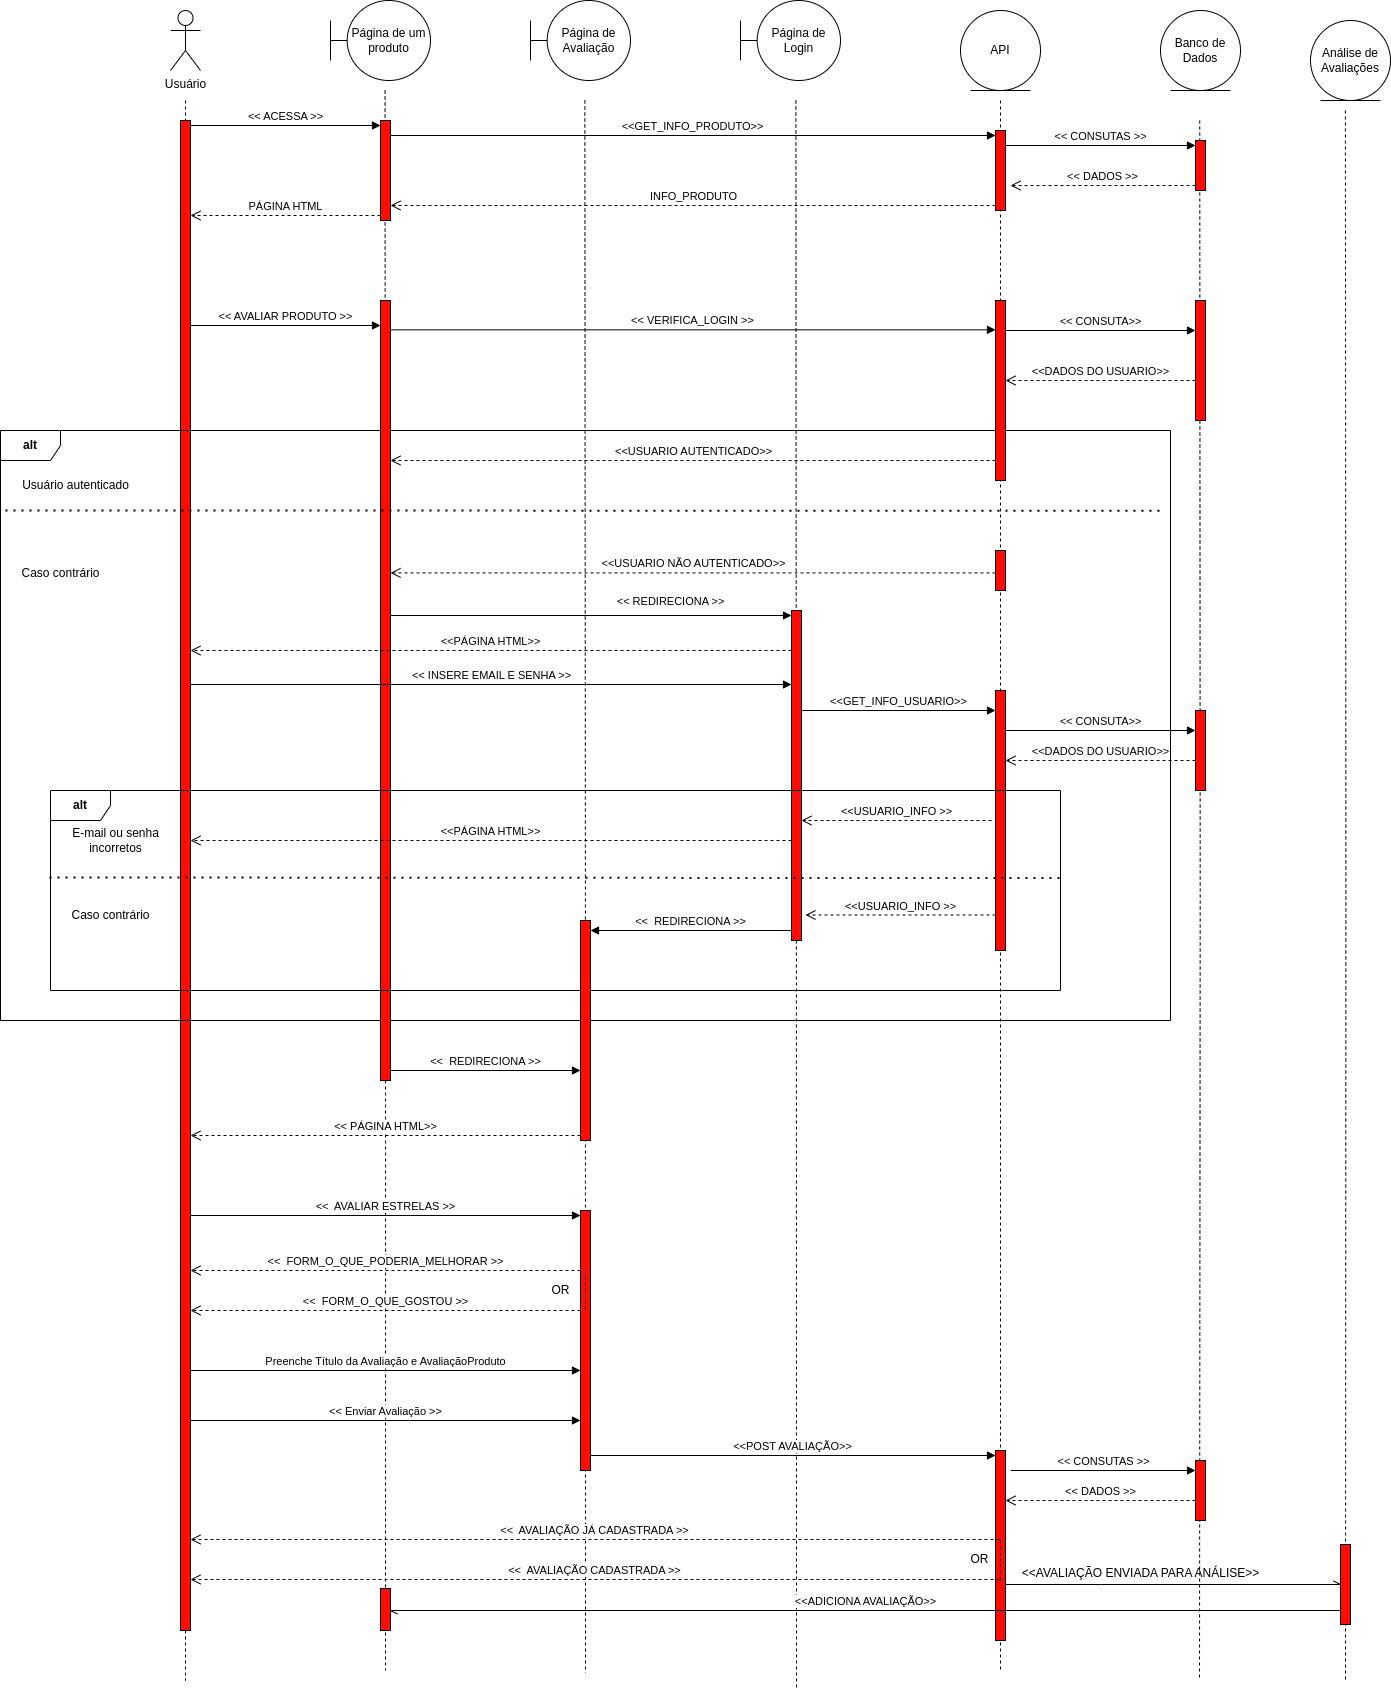 Usuário
Página de um
produto
Página de
Avaliação
Página de
Login
API
Banco de
Dados
Análise de
Avaliações
<< ACESSA >>
<<GET_INFO_PRODUTO>>
<< CONSUTAS >>
<< DADOS >>
INFO_PRODUTO
PÁGINA HTML
<< AVALIAR PRODUTO >>
<< VERIFICA_LOGIN >>
<< CONSUTA>>
<<DADOS DO USUARIO>>
alt
<<USUARIO AUTENTICADO>>
Usuário autenticado
<<USUARIO NÃO AUTENTICADO>>
Caso contrário
<< REDIRECIONA >>
<<PÁGINA HTML>>
<< INSERE EMAIL E SENHA >>
<<GET_INFO_USUARIO>>
<< CONSUTA>>
<<DADOS DO USUARIO>>
alt
<<USUARIO_INFO >>
E-mail ou senha
incorretos
<<PÁGINA HTML>>
Caso contrário
<<USUARIO_INFO >>
<< REDIRECIONA >>
<< REDIRECIONA >>
<< PÁGINA HTML>>
<< AVALIAR ESTRELAS >>
<< FORM_O_QUE_PODERIA_MELHORAR >>
OR
<< FORM_O_QUE_GOSTOU >>
Preenche Título da Avaliação e AvaliaçãoProduto
<< Enviar Avaliação >>
<<POST AVALIAÇÃO>>
<< CONSUTAS >>
<< DADOS >>
<< AVALIAÇÃO JÁ CADASTRADA >>
OR
<< AVALIAÇÃO CADASTRADA >>
<<AVALIAÇÃO ENVIADA PARA ANÁLISE>>
<<ADICIONA AVALIAÇÃO>>